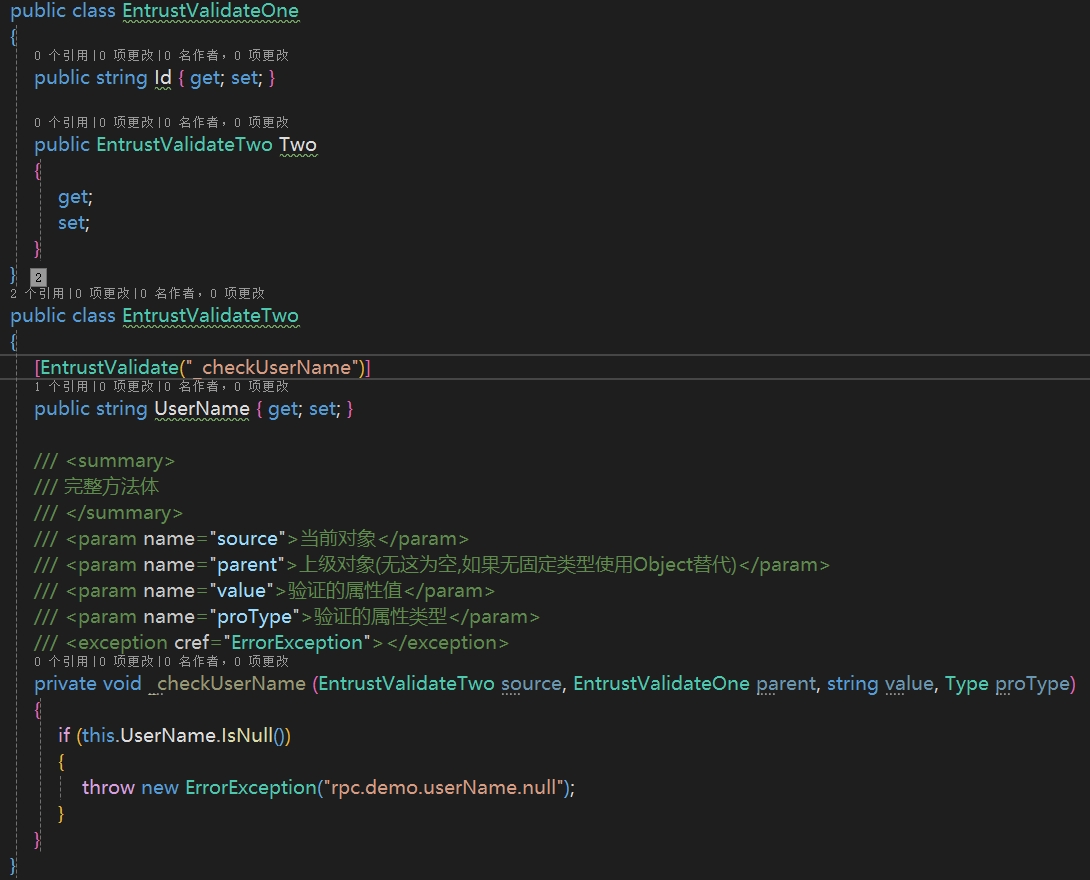 public class EntrustValidateOne
{
0 个引用|0 项更改|0 名作者，0 项更改
public string Id { get; set; }
0 个引用|0 项更改|0 名作者，0 项更改
public EntrustValidateTwo Two
{
get;
set;
}
}
2
2 个引用|0 项更改|0 名作者，0 项更改
public class EntrustValidateTwo
{
[EntrustValidate("_checkUserName")]
1 个引用|0 项更改|0 名作者，0 项更改
public string UserName { get; set; }
/// <summary>
/// 完整方法体
/// </summary>
/// <param name="source">当前对象</param>
/// <param name="parent">上级对象(无这为空,如果无固定类型使用Object替代)</param>
/// <param name="value">验证的属性值</param>
/// <param name="proType">验证的属性类型</param>
/// <exception cref="ErrorException"></exception>
0 个引用|0 项更改|0 名作者，0 项更改
private void _checkUserName (EntrustValidateTwo source, EntrustValidateOne parent, string value, Type proType)
{
if (this.UserName.IsNull())
{
throw new ErrorException("rpc.demo.userName.null");
}
}
}